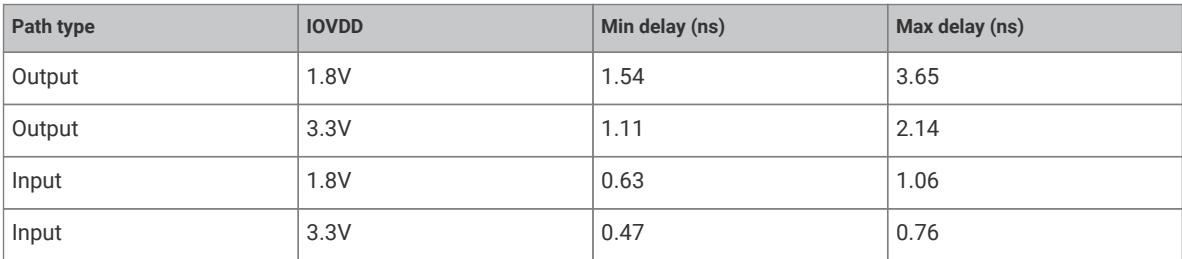 Path type IOVDD Min delay (ns) Max delay (ns)
Output 1.8V 1.54 3.65
Output 3.3V 1.11 2.14
Input 1.8V 0.63 1.06
Input 3.3V 0.47 0.76